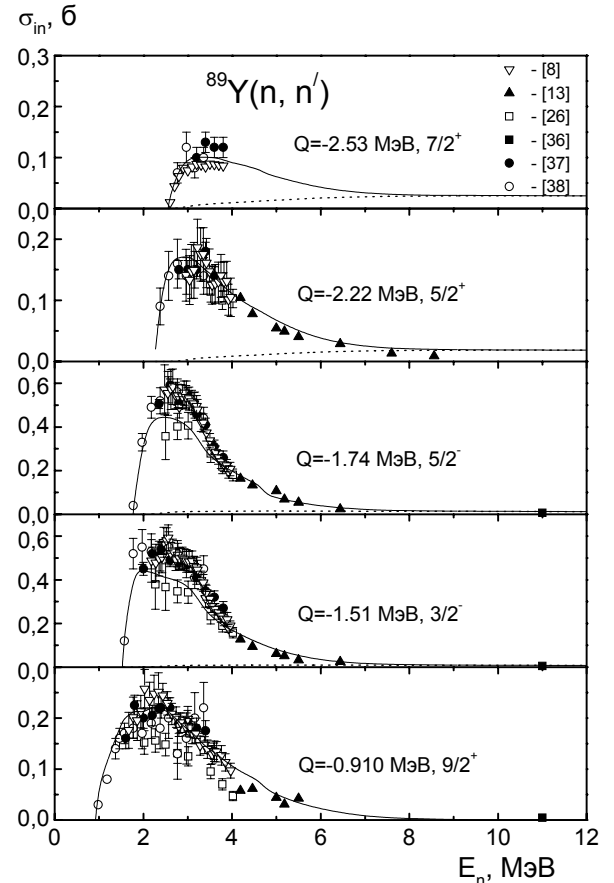 σin, б
0,3
89Y(n, n/)
- [8]
- [13]
- [26]
- [36]
- [37]
- [38]
0,2
Q=-2.53 МэВ, 7/2+
0,1
0,0
0,2
0,1
Q=-2.22 МэВ, 5/2+
0,0
0,6
0,4
Q=-1.74 МэВ, 5/2-
0,2
0,0
0,6
0,4
Q=-1.51 МэВ, 3/2-
0,2
0,0
0,2
Q=-0.910 МэВ, 9/2+
0,1
0,0
0 2 4 6 8 10 12
En, МэВ